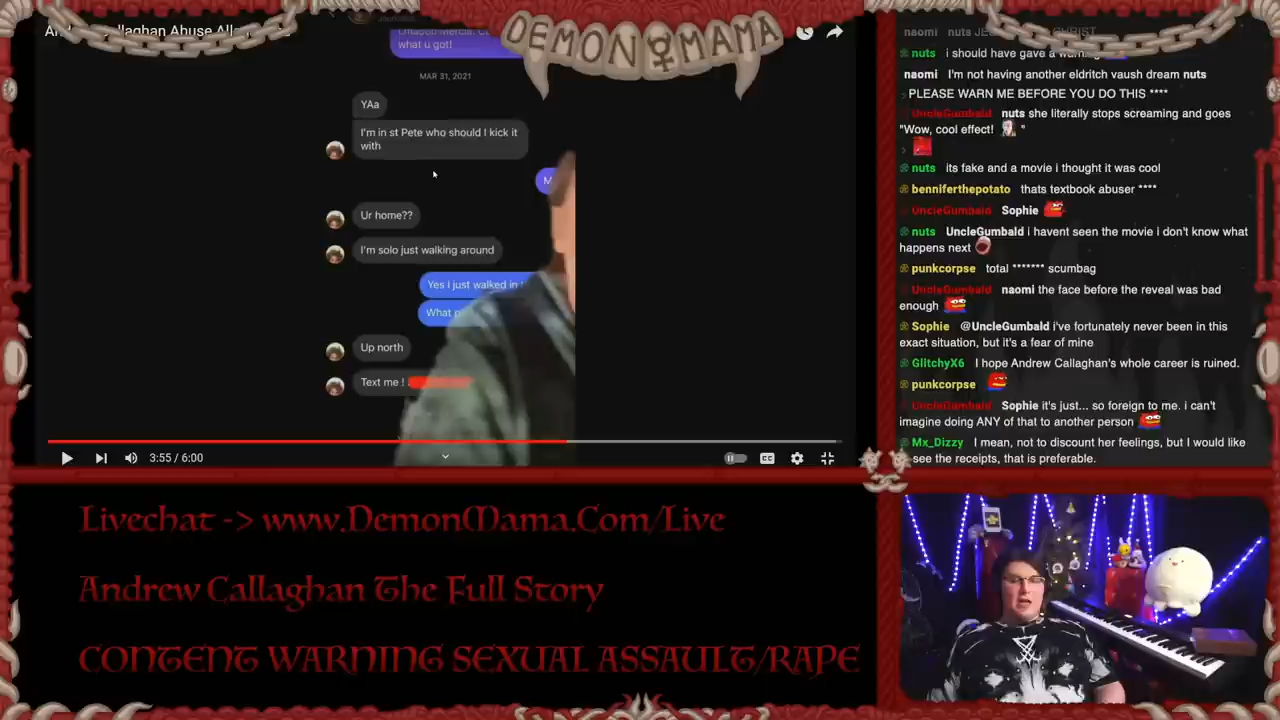 DEMON MAMA
what u got!
MAR 31, 2021
YAa
I'm in st Pete who should I kick it
with
Ur home??
I'm solo just walking around
Yes I just walked in
What
Up north
Text me !
3:55 / 6:00
naomi nuts
nuts i should have gave a
naomi I'm not having another eldritch vaush dream nuts
PLEASE WARN ME BEFORE YOU DO THIS ****
UncleGumbald nuts she literally stops screaming and goes
"Wow, cool effect! "
nuts its fake and a movie i thought it was cool
benniferthepotato thats textbook abuser ****
UncleGumbald Sophie
nuts UncleGumbald i havent seen the movie i don't know what
happens next
punkcorpse total ******* scumbag
UncleGumbald naomi the face before the reveal was bad
enough
Sophie @UncleGumbald i've fortunately never been in this
exact situation, but it's a fear of mine
GlitchyX6 I hope Andrew Callaghan's whole career is ruined.
punkcorpse
UncleGumbald Sophie it's just... so foreign to me. i can't
imagine doing ANY of that to another person
Mx_Dizzy I mean, not to discount her feelings, but I would like
see the receipts, that is preferable.
Livechat -> www.DemonMama.Com/Live
Andrew Callaghan The Full Story
CONTENT WARNING SEXUAL ASSAULT/RAPE